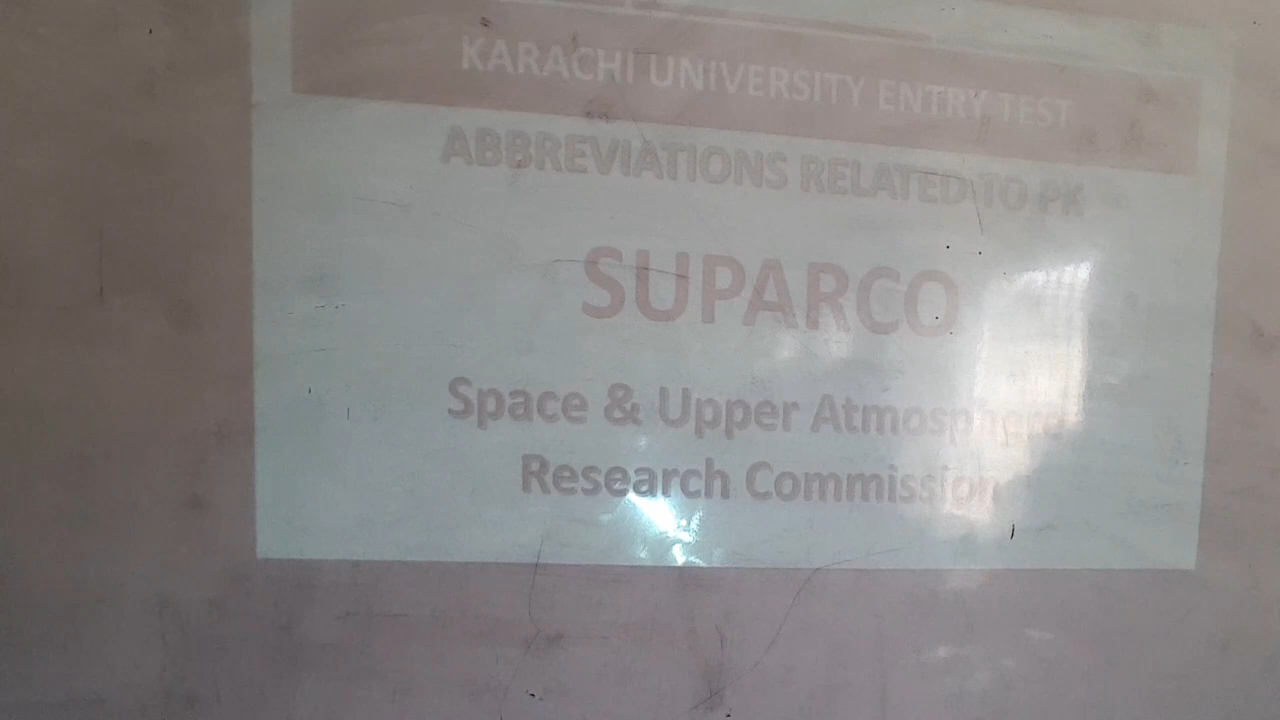 KARACHI UNIVERSITY ENTRY TEST
ABBREVIATIONS RELATED TO PK
SUPARCO
Space & Upper Atmosphere
Research Commission